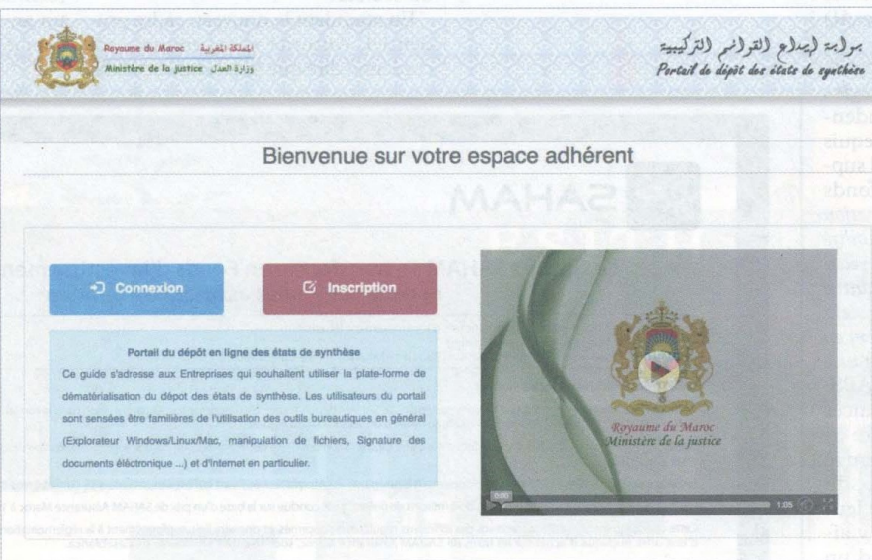 Royaume du Maroc المملكة المغربية
Ministère de la justice وزارة العدل
بوابة إيداع القوائم التركيبية
Portail de dépôt des états de synthèse
Bienvenue sur votre espace adhérent
Connexion
Inscription
Portail du dépôt en ligne des états de synthèse
Ce guide s'adresse aux Entreprises qui souhaitent utiliser la plate-forme de
dématérialisation du dépot des états de synthèse. Les utilisateurs du portail
sont sensées être familières de l'utilisation des outils bureautiques en général
(Explorateur Windows/Linux/Mac, manipulation de fichiers, Signature des
documents éléctronique ...) et d'Internet en particulier.
Royaume du Maroc
Ministère de la justice
0:00
1:05